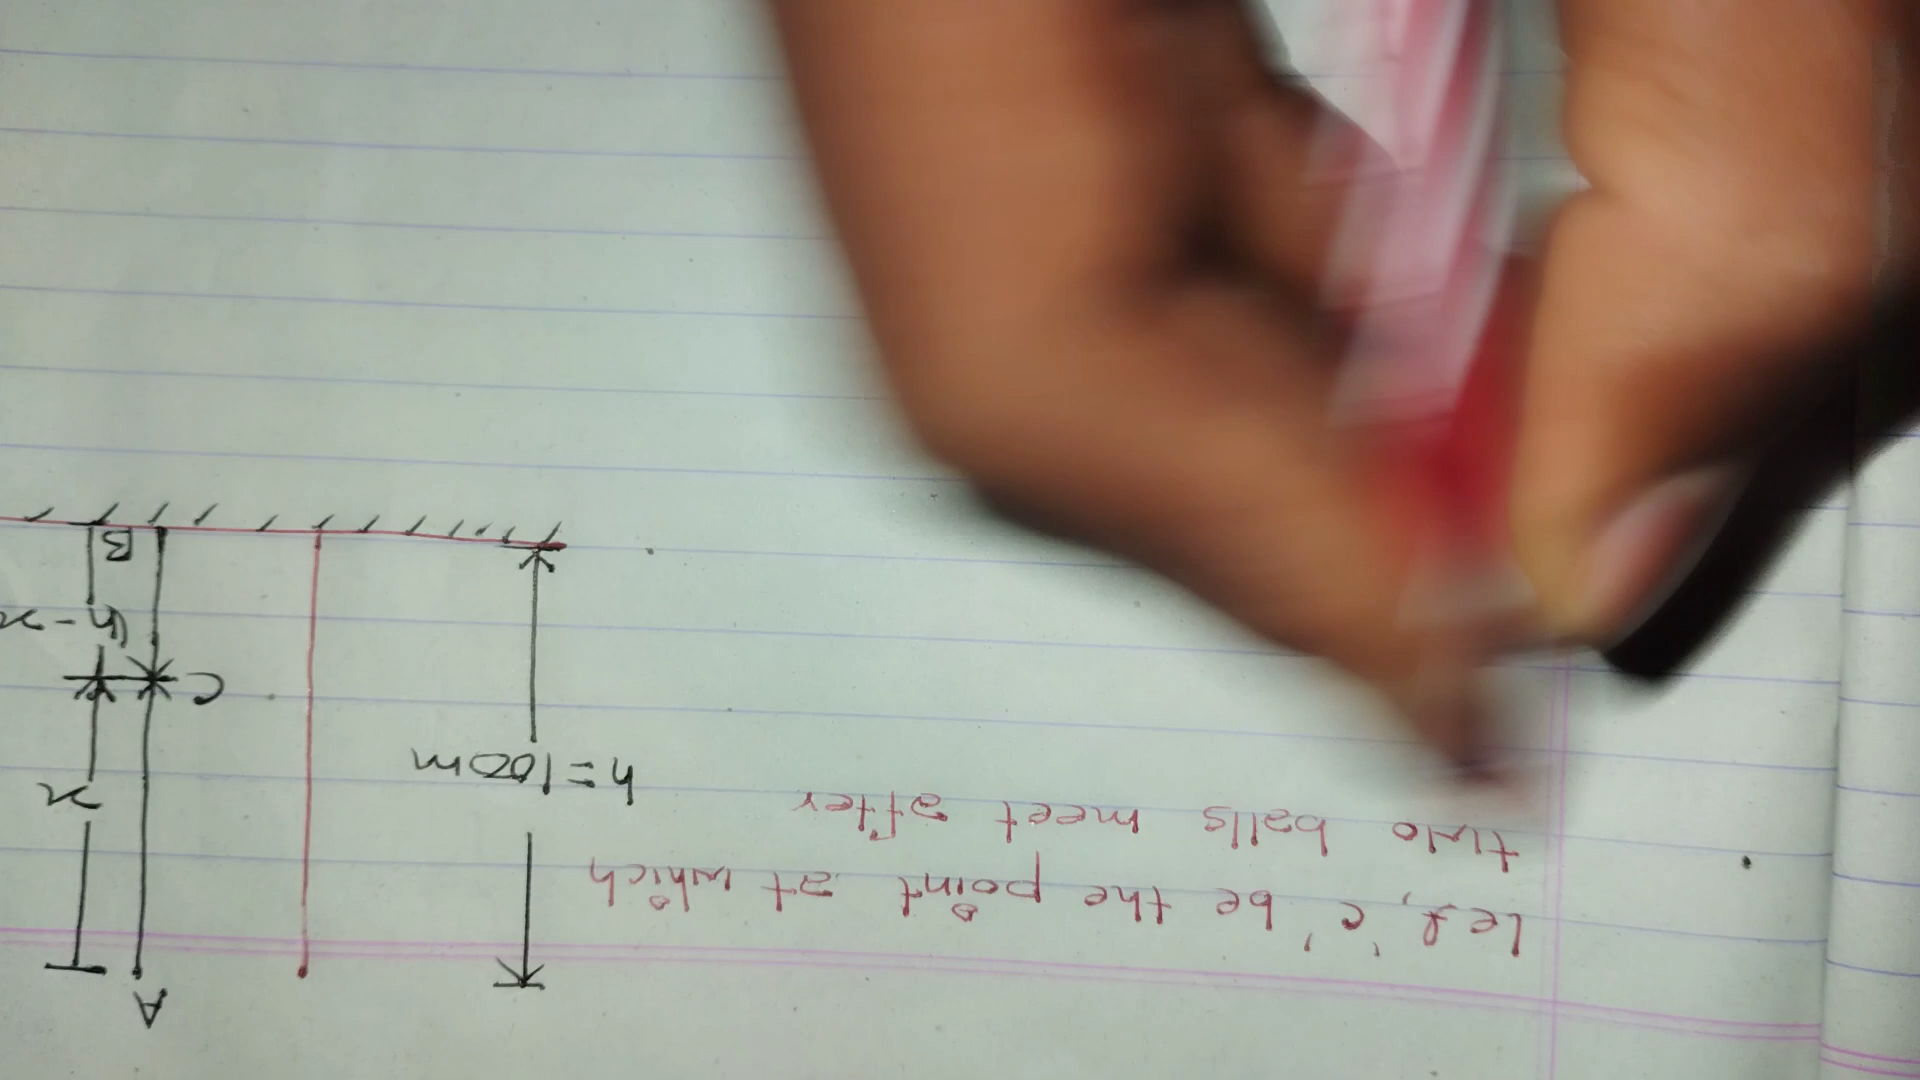 Let, 'c' be the point at which
two balls meet after
h=100m
A
x
C
(h-x
B